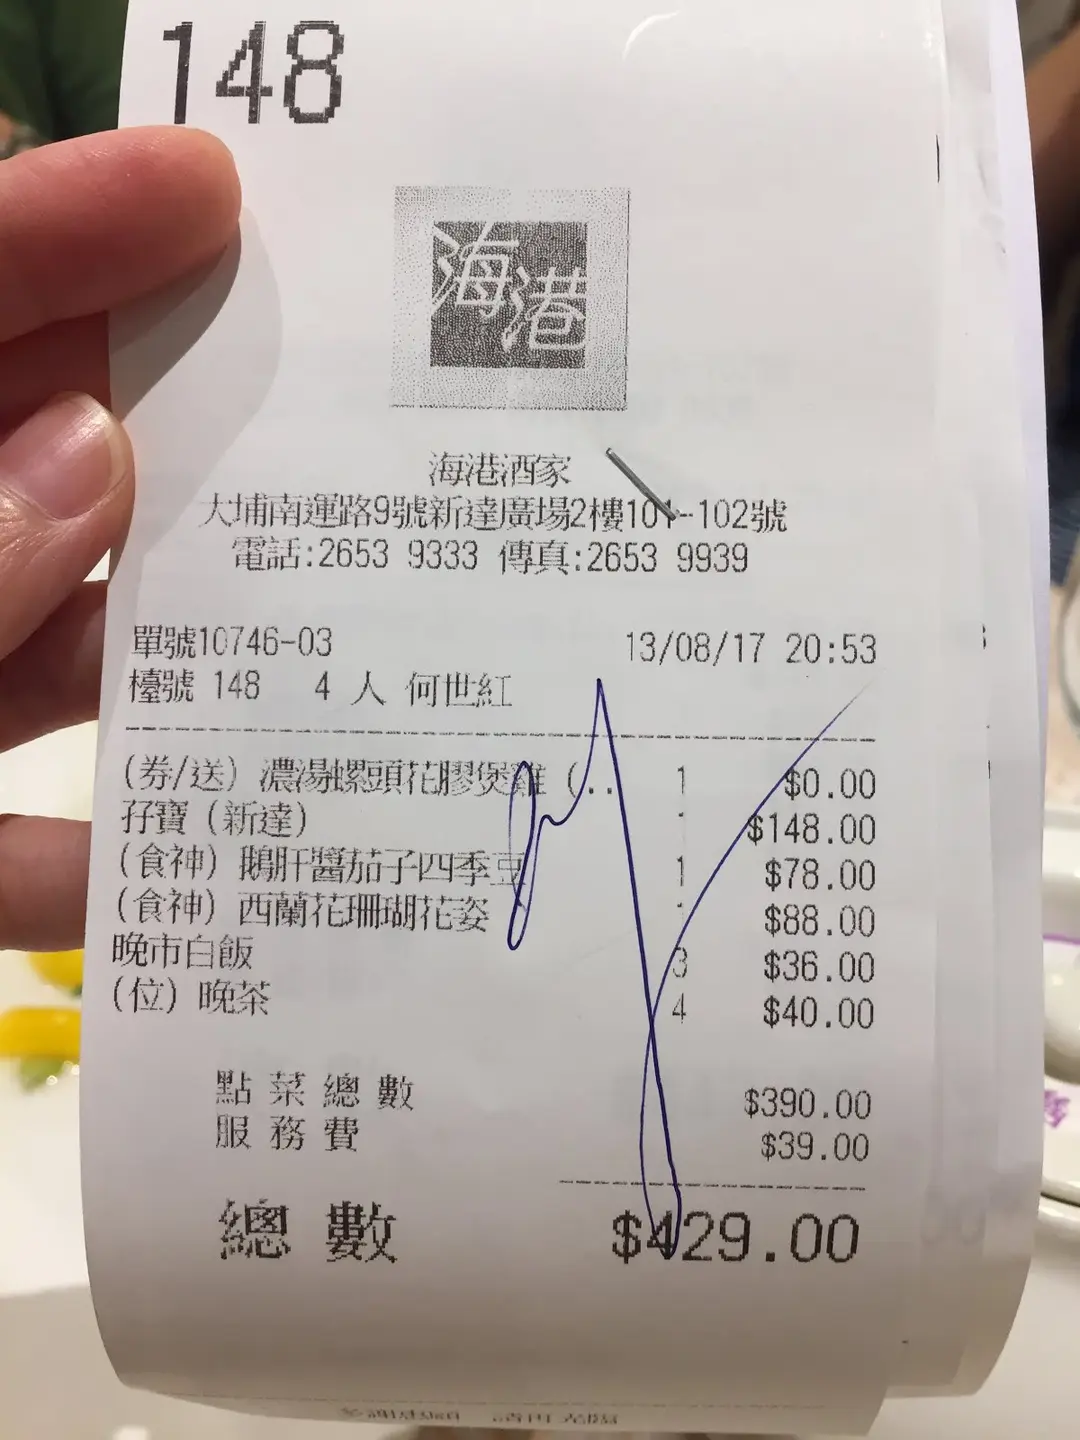 148
海港
海港酒家
大埔南運路9號新達廣場2樓101-102號
電話:2653 9333 傳真:2653 9939
單號10746-03 13/08/17 20:53
檯號 148 4 人 何世紅
(券/送) 濃湯螺頭花膠煲雞 (.. 1 $0.00
孖寶 (新達) 1 $148.00
(食神) 鵝肝醬茄子四季豆 1 $78.00
(食神) 西蘭花珊瑚花姿 1 $88.00
晚市白飯 3 $36.00
(位) 晚茶 4 $40.00
點菜總數 $390.00
服務費 $39.00
總數 $429.00